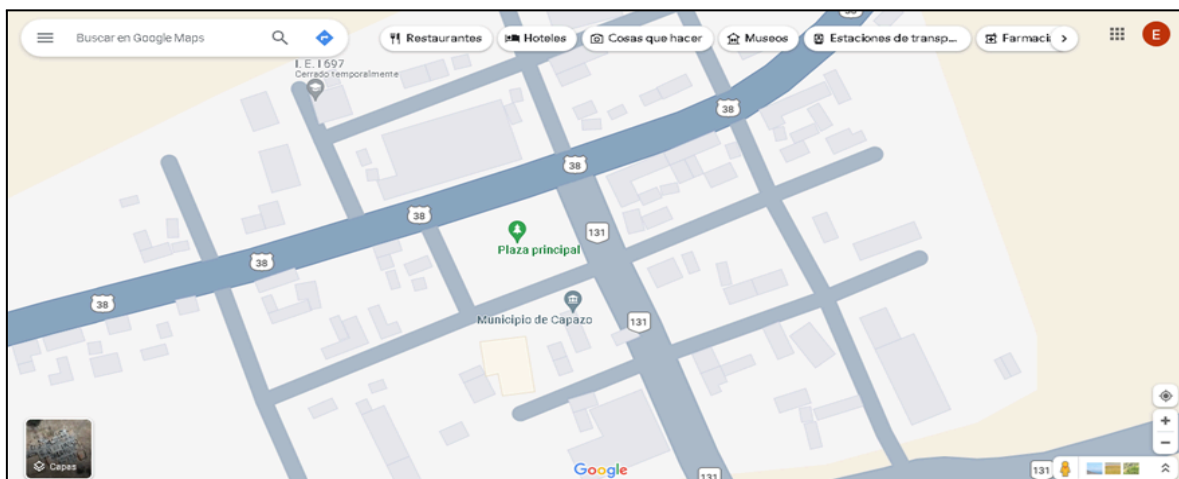 38
Buscar en Google Maps
Restaurantes
Hoteles
Cosas que hacer
Museos
Estaciones de transp...
Farmaci
E
I. E. I 697
Cerrado temporalmente
38
38
38
131
Plaza principal
38
38
Municipio de Capazo
131
Capas
Google
131
131